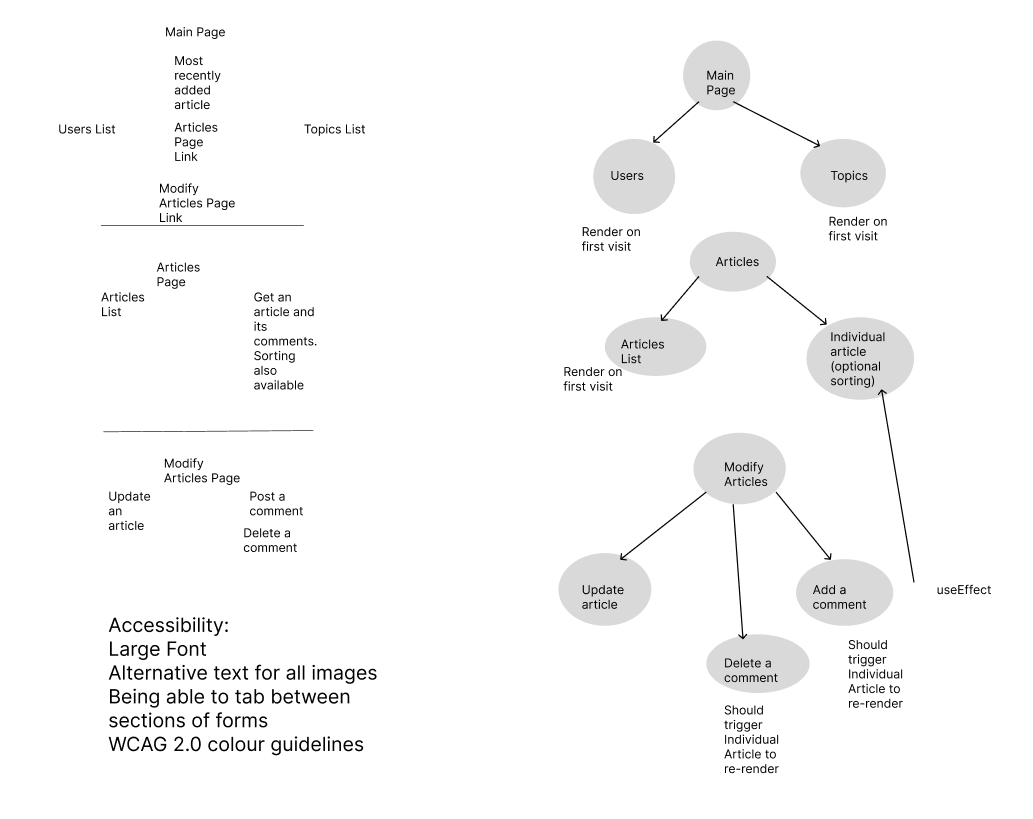 Main Page
Most
recently
added
article
Users List
Articles
Page
Link
Topics List
Modify
Articles Page
Link
Articles
Page
Articles
List
Get an
article and
its
comments.
Sorting
also
available
Modify
Articles Page
Update
an
article
Post a
comment
Delete a
comment
Accessibility:
Large Font
Alternative text for all images
Being able to tab between
sections of forms
WCAG 2.0 colour guidelines
Main
Page
Users
Topics
Render on
first visit
Render on
first visit
Articles
Articles
List
Render on
first visit
Individual
article
(optional
sorting)
Modify
Articles
Update
article
Add a
comment
useEffect
Delete a
comment
Should
trigger
Individual
Article to
re-render
Should
trigger
Individual
Article to
re-render